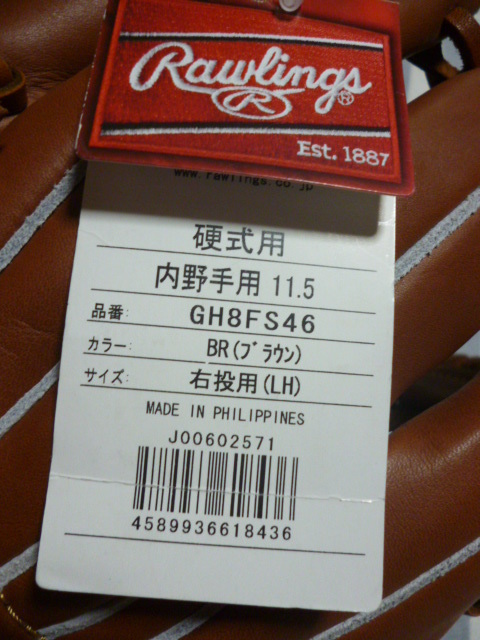 Rawlings
R®
Est. 1887
www.rawlings.co.jp
硬式用
内野手用 11.5
品番: GH8FS46
カラー: BR(ブラウン)
サイズ: 右投用(LH)
MADE IN PHILIPPINES
J00602571
4589936618436